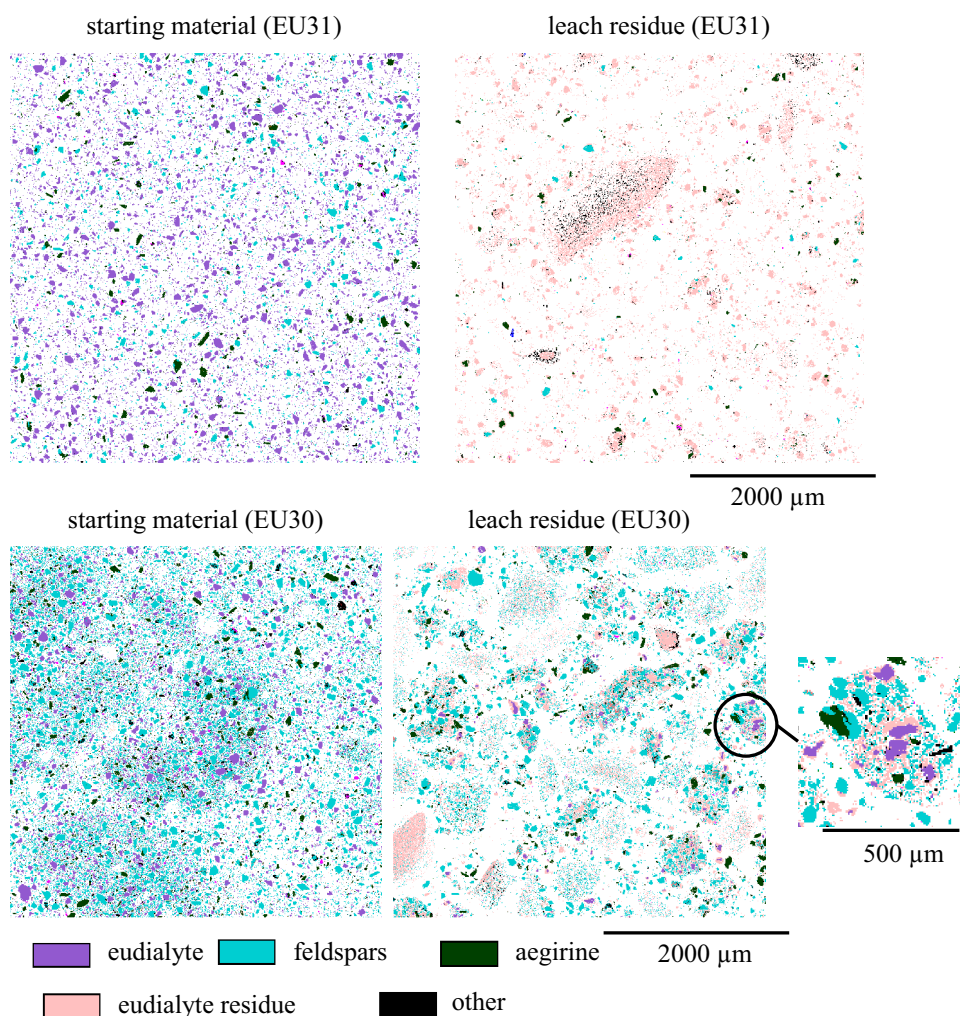 starting material (EU31)
leach residue (EU31)
2000 µm
starting material (EU30)
leach residue (EU30)
500 µm
2000 µm
eudialyte
feldspars
aegirine
eudialyte residue
other